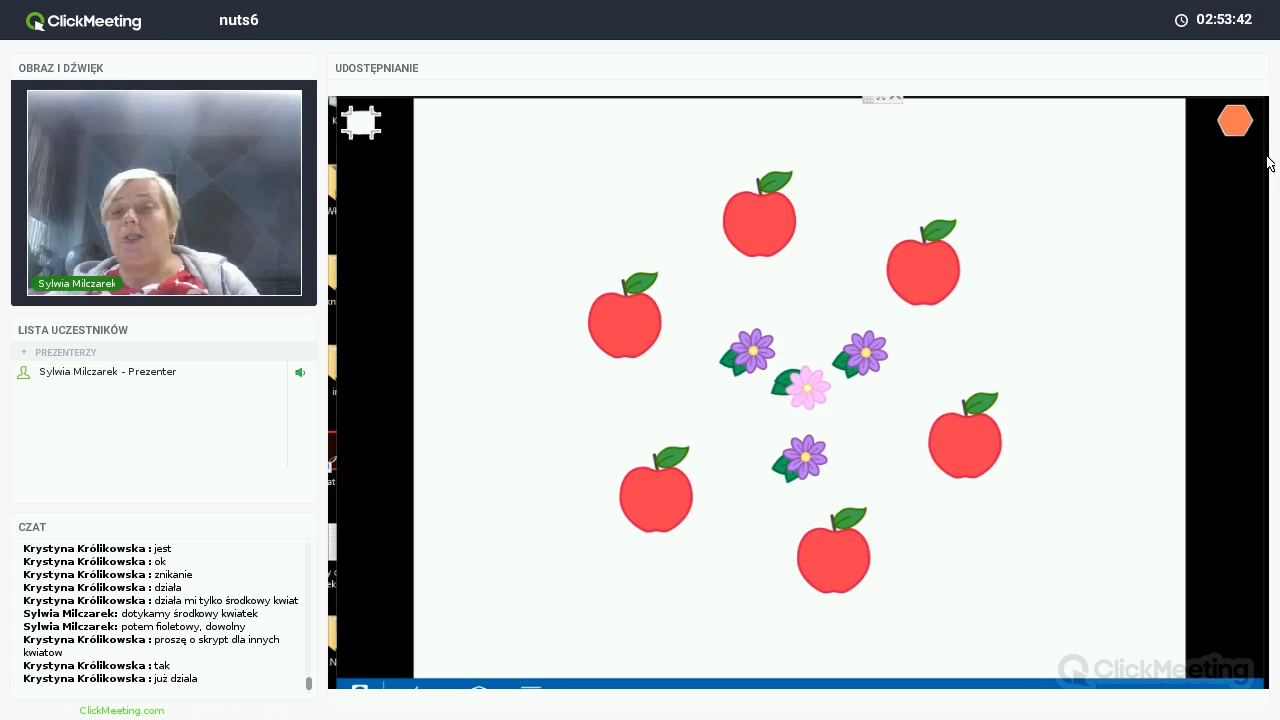 ClickMeeting
nuts6
02:53:42
OBRAZ I DŹWIĘK
UDOSTĘPNIANIE
Sylwia Milczarek
LISTA UCZESTNIKÓW
PREZENTERZY
Sylwia Milczarek - Prezenter
CZAT
Krystyna Królikowska : jest
Krystyna Królikowska : ok
Krystyna Królikowska : znikanie
Krystyna Królikowska : działa
Krystyna Królikowska : działa mi tylko środkowy kwiat
Sylwia Milczarek: dotykamy środkowy kwiatek
Sylwia Milczarek: potem fioletowy, dowolny
Krystyna Królikowska : proszę o skrypt dla innych
kwiatow
Krystyna Królikowska : tak
Krystyna Królikowska : już dziala
ClickMeeting.com
ClickMeeting